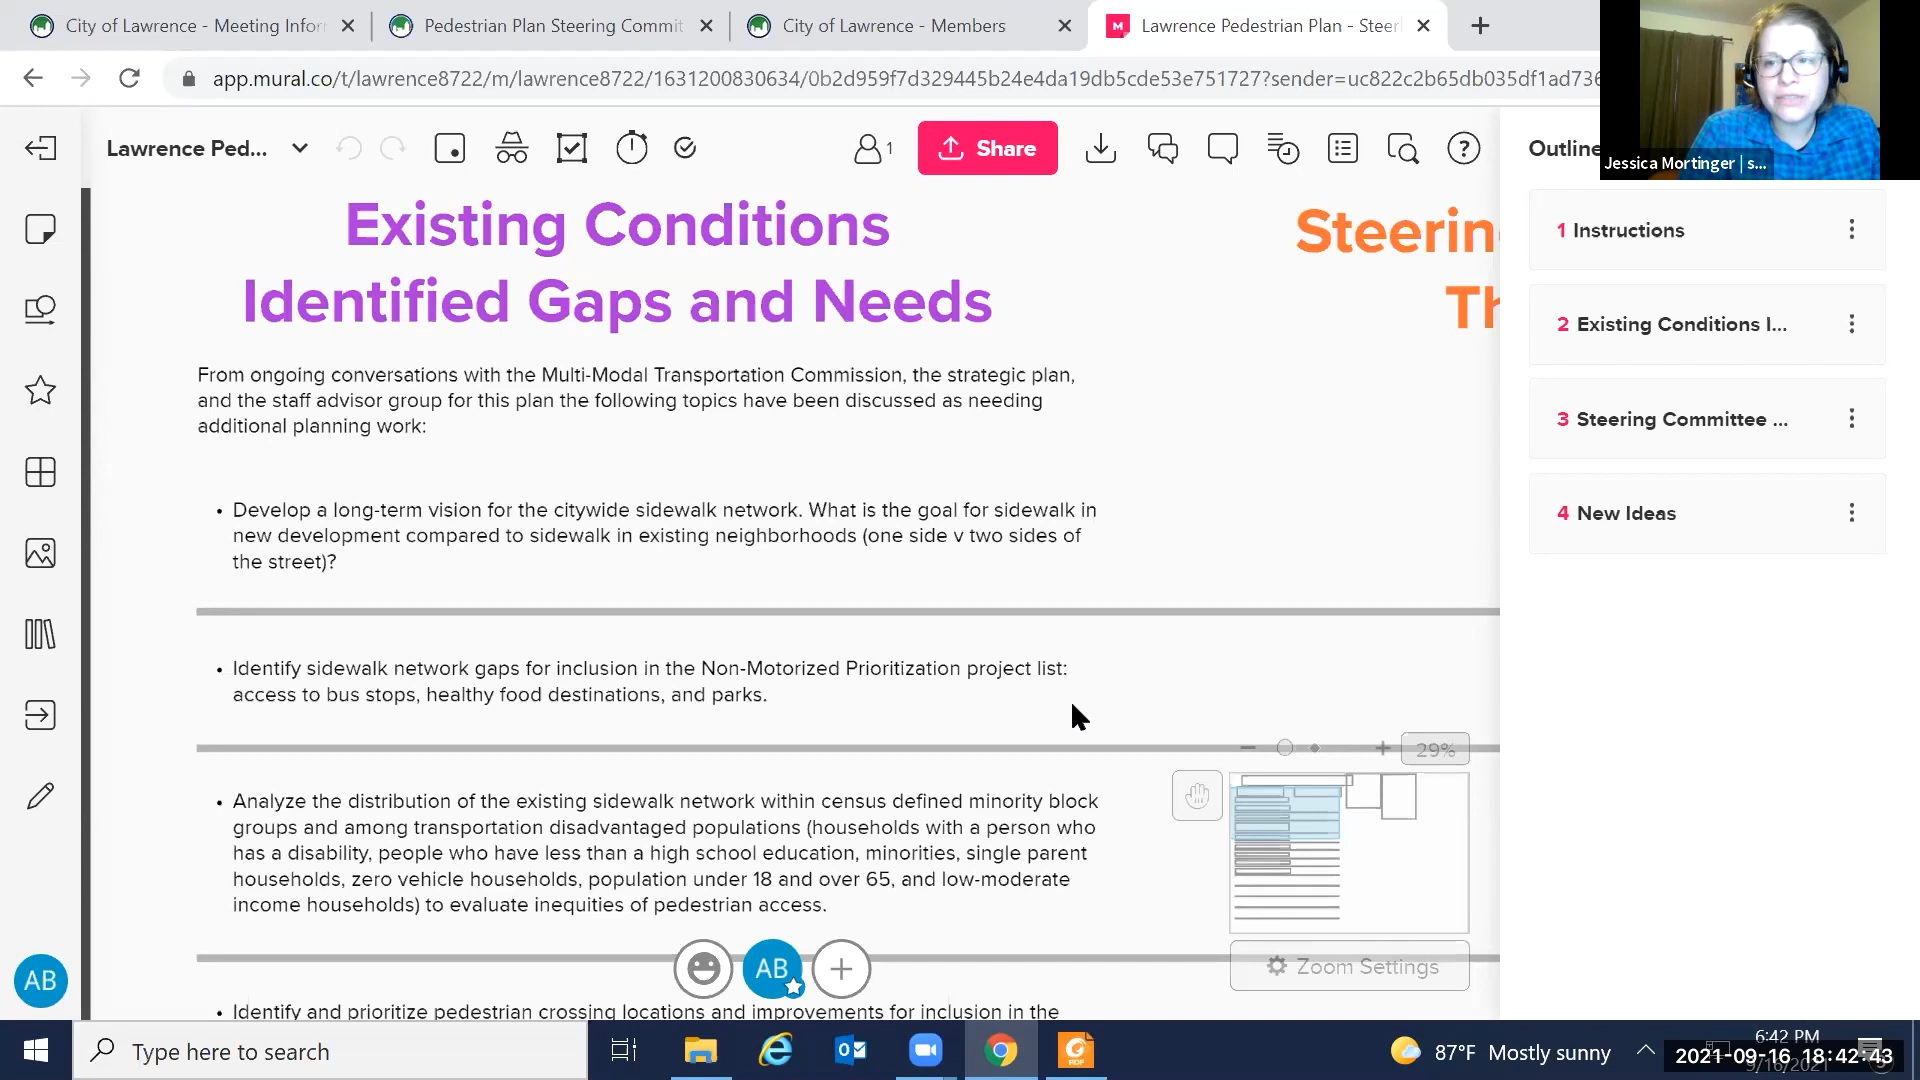 City of Lawrence - Meeting Infor
Pedestrian Plan Steering Commit
City of Lawrence - Members
Lawrence Pedestrian Plan - Steer
app.mural.co/t/lawrence8722/m/lawrence8722/1631200830634/0b2d959f7d329445b24e4da19db5cde53e751727?sender=uc822c2b65db035df1ad736
Lawrence Ped...
1
Share
Outline
Jessica Mortinger | s...
Existing Conditions
Identified Gaps and Needs
Steerin
Th
From ongoing conversations with the Multi-Modal Transportation Commission, the strategic plan,
and the staff advisor group for this plan the following topics have been discussed as needing
additional planning work:
• Develop a long-term vision for the citywide sidewalk network. What is the goal for sidewalk in
new development compared to sidewalk in existing neighborhoods (one side v two sides of
the street)?
• Identify sidewalk network gaps for inclusion in the Non-Motorized Prioritization project list:
access to bus stops, healthy food destinations, and parks.
• Analyze the distribution of the existing sidewalk network within census defined minority block
groups and among transportation disadvantaged populations (households with a person who
has a disability, people who have less than a high school education, minorities, single parent
households, zero vehicle households, population under 18 and over 65, and low-moderate
income households) to evaluate inequities of pedestrian access.
• Identify and prioritize pedestrian crossing locations and improvements for inclusion in the
1 Instructions
2 Existing Conditions I...
3 Steering Committee ...
4 New Ideas
29%
Zoom Settings
AB
AB
Type here to search
PDF
87°F Mostly sunny
6:42 PM
9/16/2021
2021-09-16 18:42:43